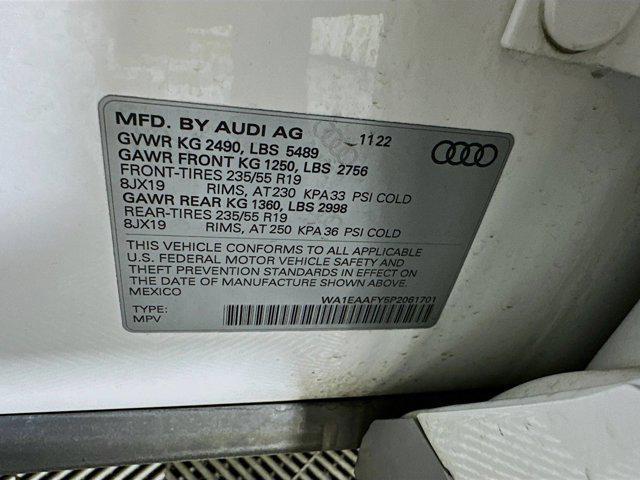 MFD. BY AUDI AG 1122
GVWR KG 2490, LBS 5489
GAWR FRONT KG 1250, LBS 2756
FRONT-TIRES 235/55 R19
8JX19 RIMS, AT 230 KPA 33 PSI COLD
GAWR REAR KG 1360, LBS 2998
REAR-TIRES 235/55 R19
8JX19 RIMS, AT 250 KPA 36 PSI COLD
THIS VEHICLE CONFORMS TO ALL APPLICABLE
U.S. FEDERAL MOTOR VEHICLE SAFETY AND
THEFT PREVENTION STANDARDS IN EFFECT ON
THE DATE OF MANUFACTURE SHOWN ABOVE.
MEXICO
WA1EAAFY5P2061701
TYPE:
MPV